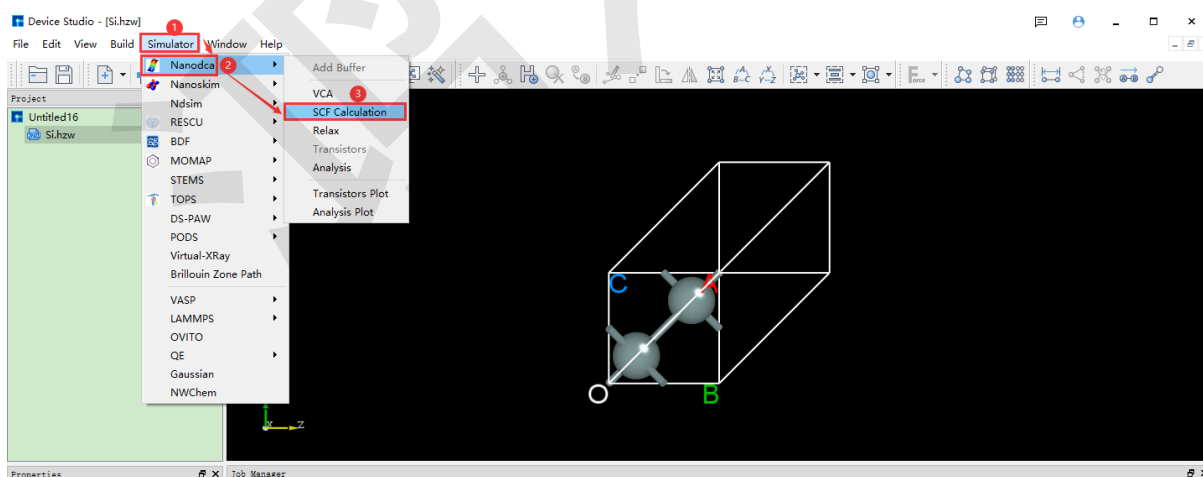 Device Studio - [Si.hzw]
1
File Edit View Build Simulator Window Help
Nanodcal 2
Add Buffer
Nanoskim
VCA 3
Project
Ndsim
SCF Calculation
Untitled16
RESCU
Relax
Si.hzw
BDF
Transistors
MOMAP
Analysis
STEMS
TOPS
Transistors Plot
DS-PAW
Analysis Plot
PODS
Virtual-XRay
Brillouin Zone Path
VASP
LAMMPS
OVITO
QE
Gaussian
NWChem
C
A
O
B
Z
Properties
Job Manager